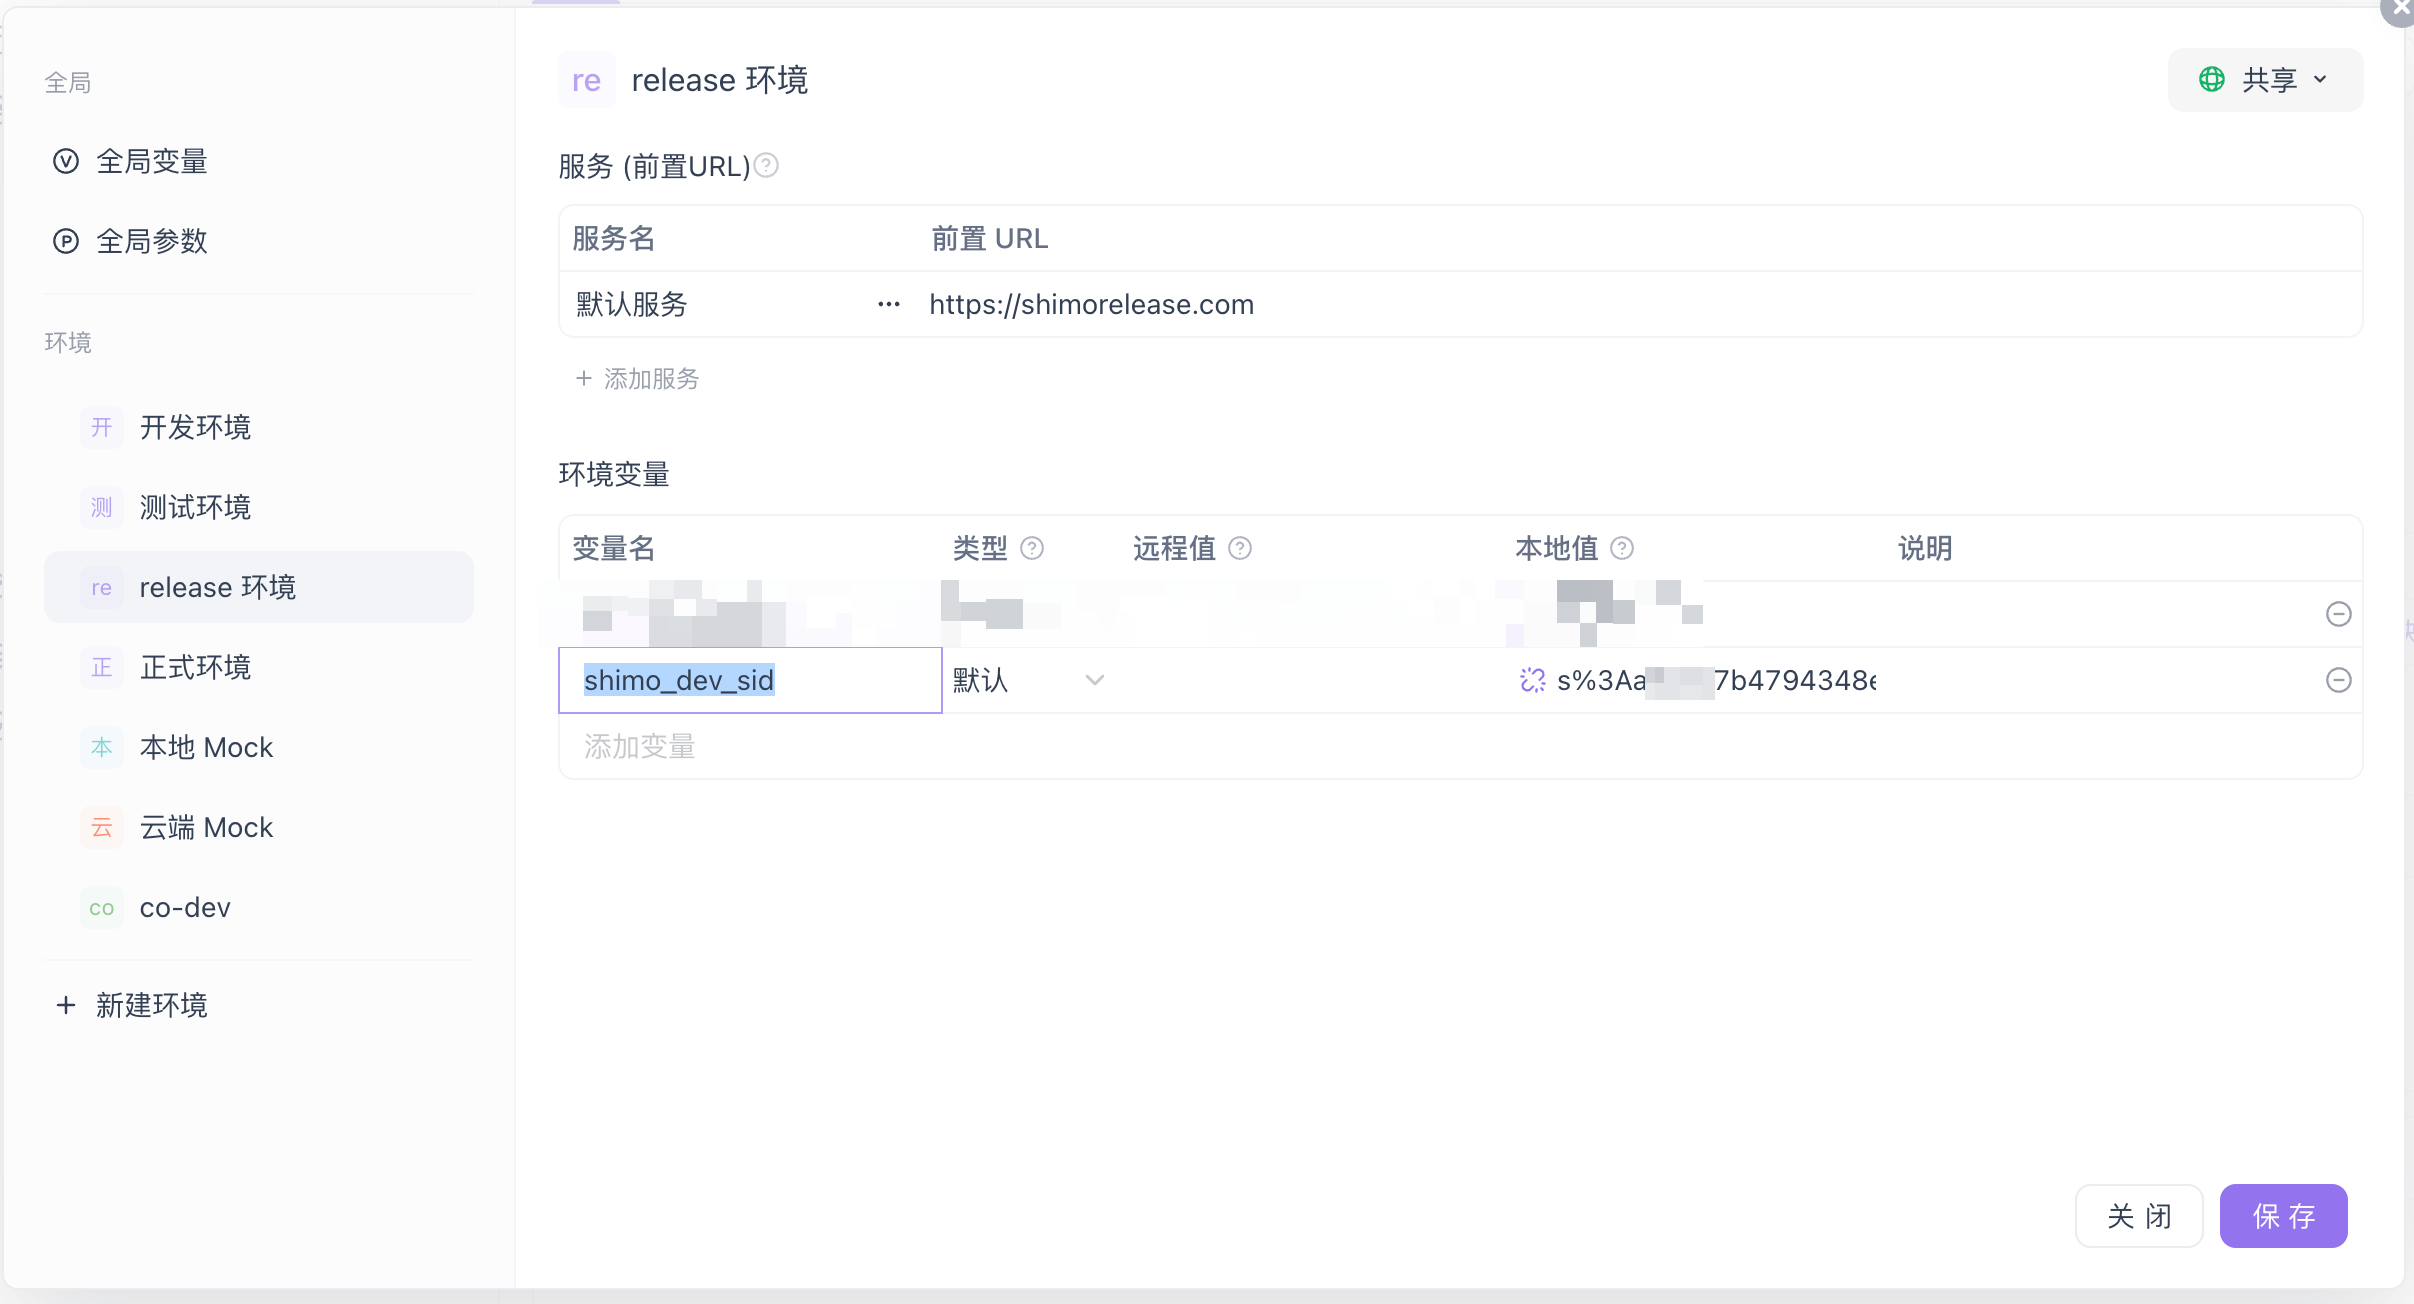 全局
全局变量
全局参数
环境
开 开发环境
测 测试环境
re release 环境
正 正式环境
本 本地 Mock
云 云端 Mock
co co-dev
+ 新建环境
re release 环境
共享
服务 (前置URL)
服务名 前置 URL
默认服务 ··· https://shimorelease.com
+ 添加服务
环境变量
变量名 类型 远程值 本地值 说明
shimo_dev_sid 默认 s%3Aa 7b4794348
添加变量
关 闭 保 存